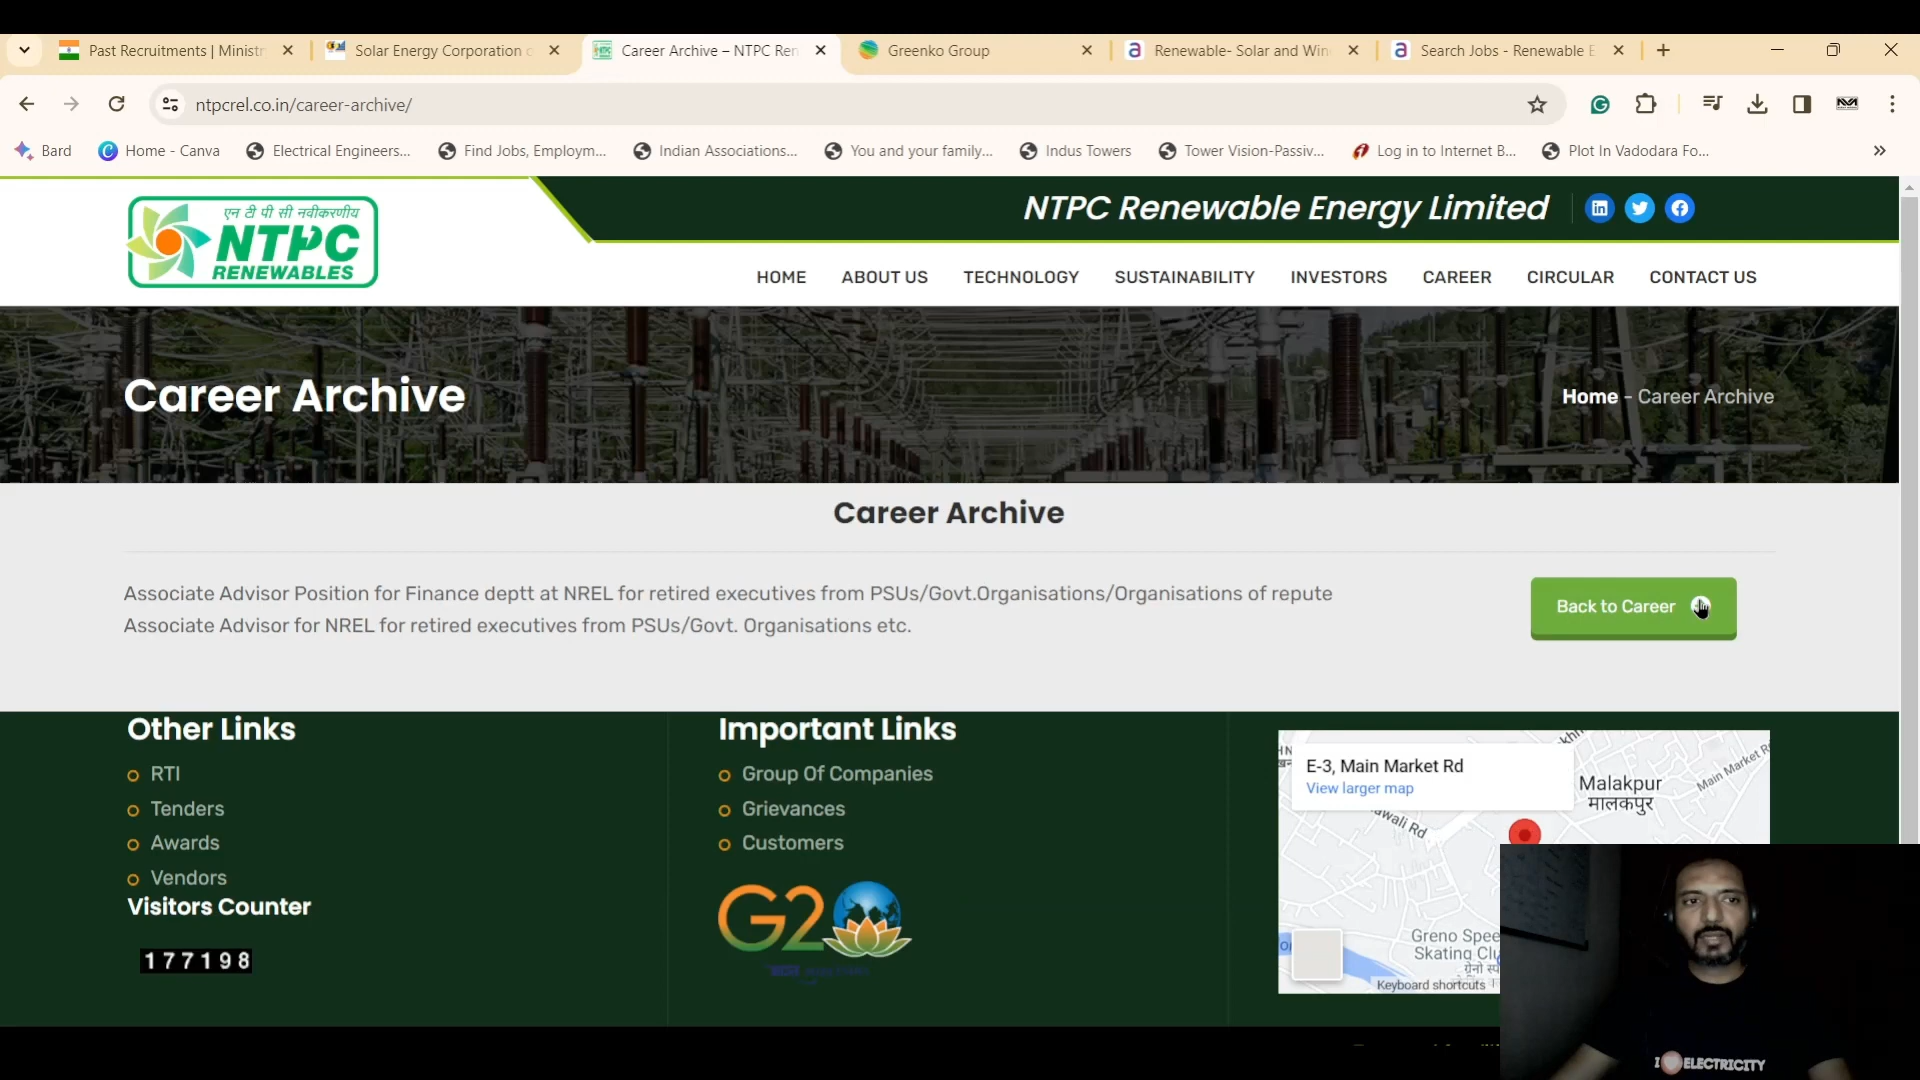 Past Recruitments | Ministr
Solar Energy Corporation o
Career Archive – NTPC Ren
Greenko Group
Renewable- Solar and Win
Search Jobs - Renewable E
ntpcrel.co.in/career-archive/
Bard
Home - Canva
Electrical Engineers...
Find Jobs, Employm...
Indian Associations...
You and your family...
Indus Towers
Tower Vision-Passiv...
Log in to Internet B...
Plot In Vadodara Fo...
एन टी पी सी नवीकरणीय
NTPC
RENEWABLES
NTPC Renewable Energy Limited
HOME
ABOUT US
TECHNOLOGY
SUSTAINABILITY
INVESTORS
CAREER
CIRCULAR
CONTACT US
Career Archive
Home - Career Archive
Career Archive
Associate Advisor Position for Finance deptt at NREL for retired executives from PSUs/Govt.Organisations/Organisations of repute
Associate Advisor for NREL for retired executives from PSUs/Govt. Organisations etc.
Back to Career
Other Links
RTI
Tenders
Awards
Vendors
Visitors Counter
177198
Important Links
Group Of Companies
Grievances
Customers
G2
E-3, Main Market Rd
View larger map
Malakpur
मालकपुर
Main Market R
awali Rd
Greno Spee
Skating Clu
Keyboard shortcuts
I ELECTRICITY